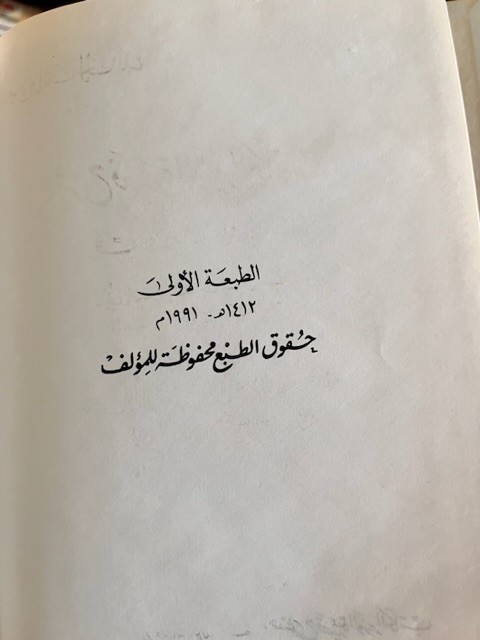 الطبعة الأولى
١٤١٢هـ - ١٩٩١م
حقوق الطبع محفوظة للمؤلف